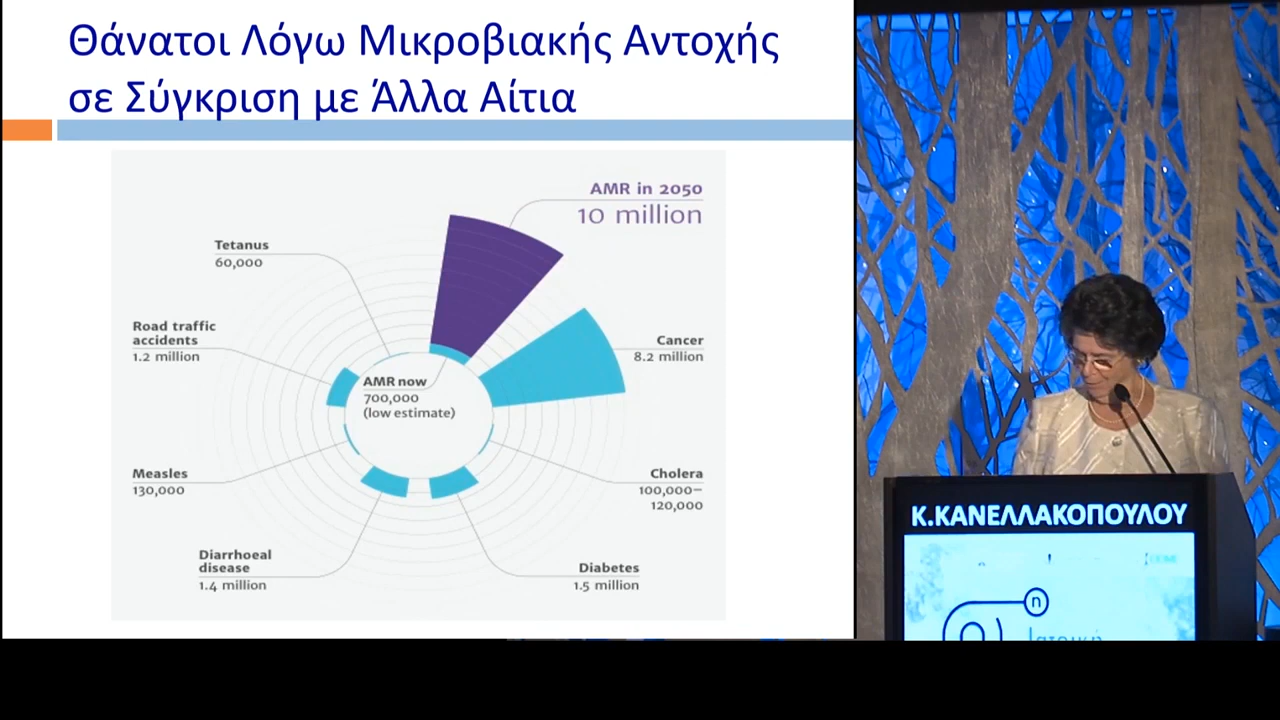 Θάνατοι Λόγω Μικροβιακής Αντοχής
σε Σύγκριση με Άλλα Αίτια
AMR in 2050
10 million
Tetanus
60,000
Road traffic
accidents
1.2 million
Cancer
8.2 million
AMR now
700,000
(low estimate)
Measles
130,000
Cholera
100,000–
120,000
Diarrhoeal
disease
1.4 million
Diabetes
1.5 million
Κ.ΚΑΝΕΛΛΑΚΟΠΟΥΛΟΥ
η